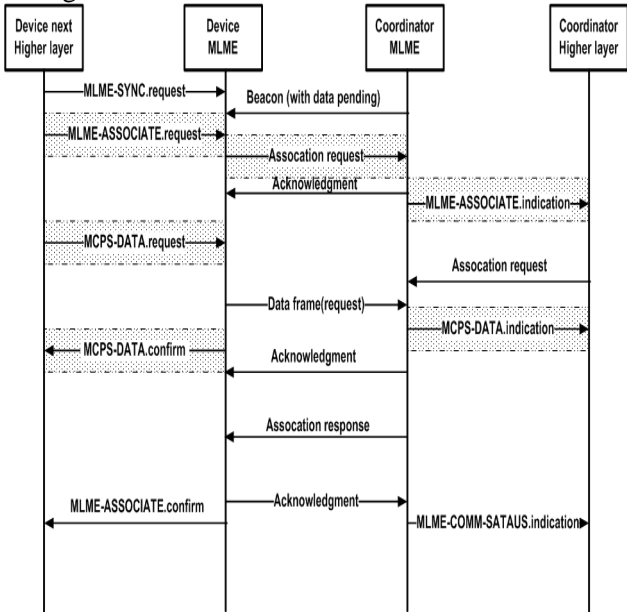 Device next
Higher layer
Device
MLME
Coordinator
MLME
Coordinator
Higher layer
MLME-SYNC.request
Beacon (with data pending)
MLME-ASSOCIATE.request
Assocation request
Acknowledgment
MLME-ASSOCIATE.indication
MCPS-DATA.request
Assocation request
Data frame(request)
MCPS-DATA.indication
MCPS-DATA.confirm
Acknowledgment
Assocation response
Acknowledgment
MLME-ASSOCIATE.confirm
MLME-COMM-SATAUS.indication